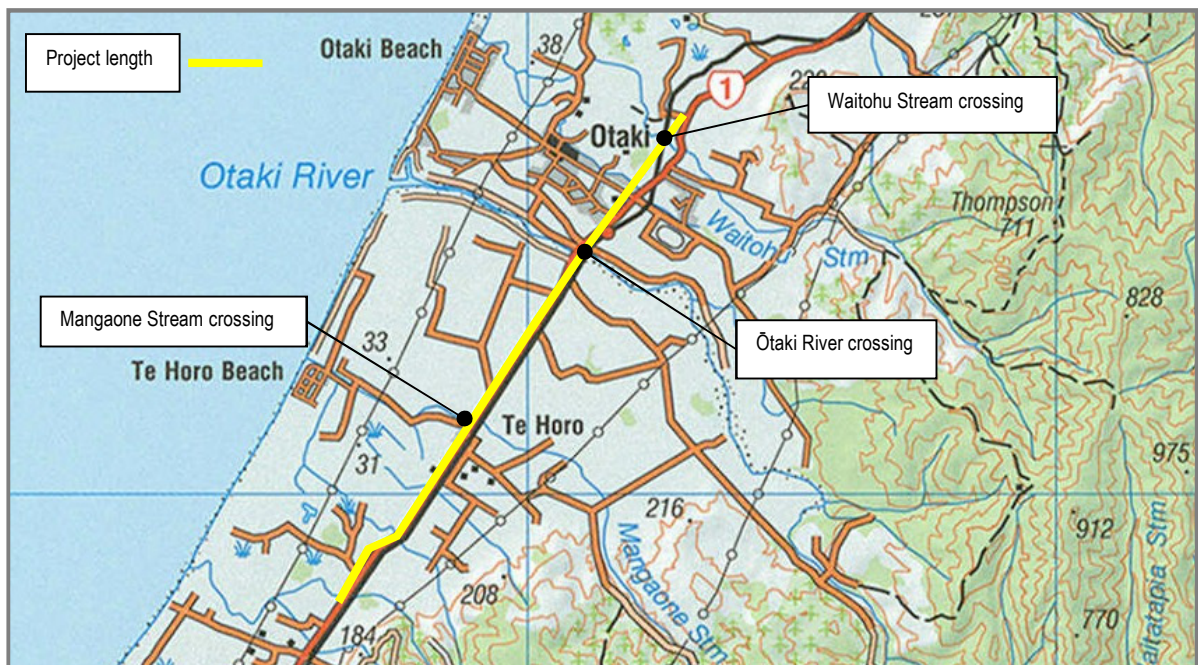 Project length
Otaki Beach
38
1
Waitohu Stream crossing
Otaki
Otaki River
Thompson
711
Waitohu
Stm
828
Mangaone Stream crossing
Ōtaki River crossing
33
Te Horo Beach
Te Horo
31
975
216
912
Mangaone Stm
208
184
770